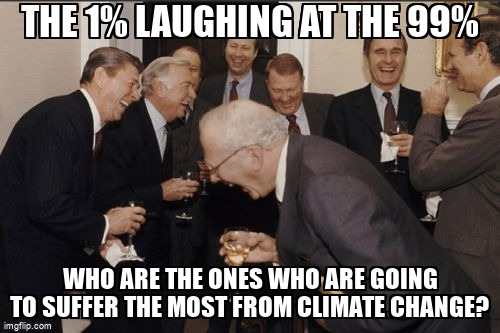 THE 1% LAUGHING AT THE 99%
WHO ARE THE ONES WHO ARE GOING
TO SUFFER THE MOST FROM CLIMATE CHANGE?
imgflip.com